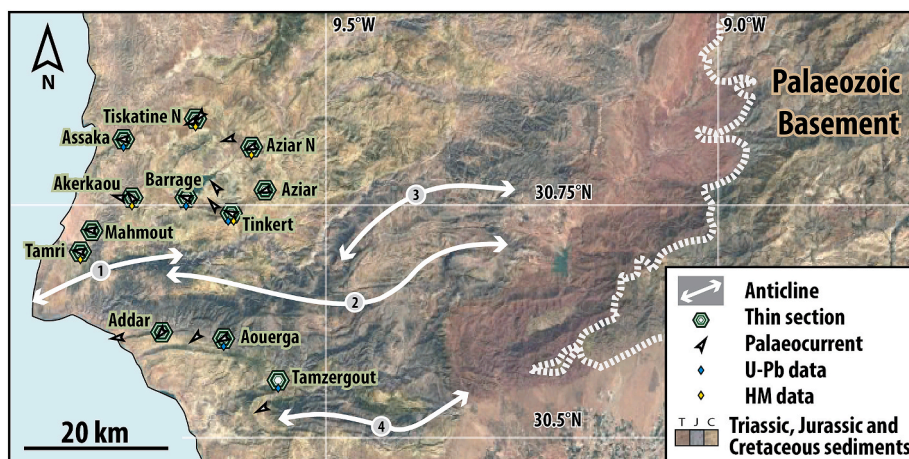 9.5°W
9.0°W
N
Palaeozoic
Basement
Tiskatine N
Assaka
Aziar N
Akerkaou
Barrage
Aziar
30.75°N
3
Tinkert
Mahmout
Tamri
1
2
Addar
Aouerga
Tamzergout
4
30.5°N
20 km
Anticline
Thin section
Palaeocurrent
U-Pb data
HM data
T J C
Triassic, Jurassic and
Cretaceous sediments